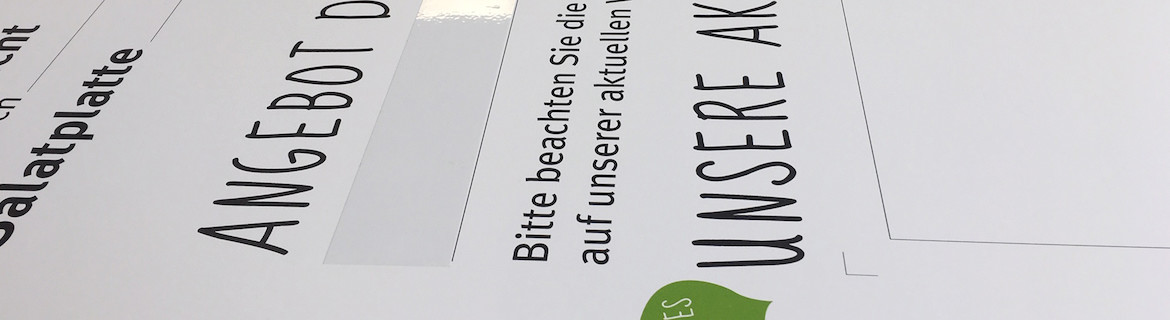 Salatplatte
ANGEBOT D
Bitte beachten Sie die
auf unserer aktuellen
UNSERE AK